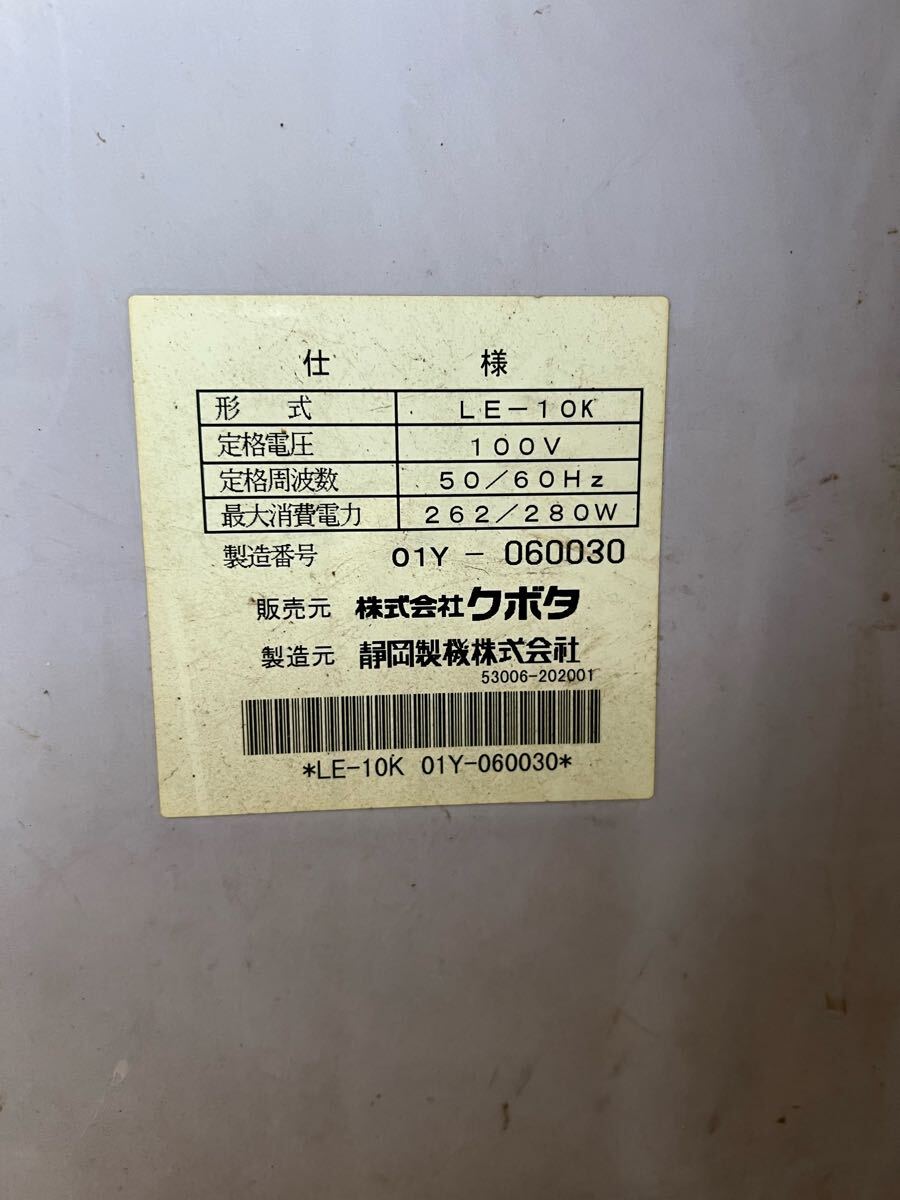 仕様
形式 LE-10K
定格電圧 100V
定格周波数 50/60Hz
最大消費電力 262/280W
製造番号 01Y-060030
販売元 株式会社クボタ
製造元 静岡製機株式会社
53006-202001
*LE-10K 01Y-060030*